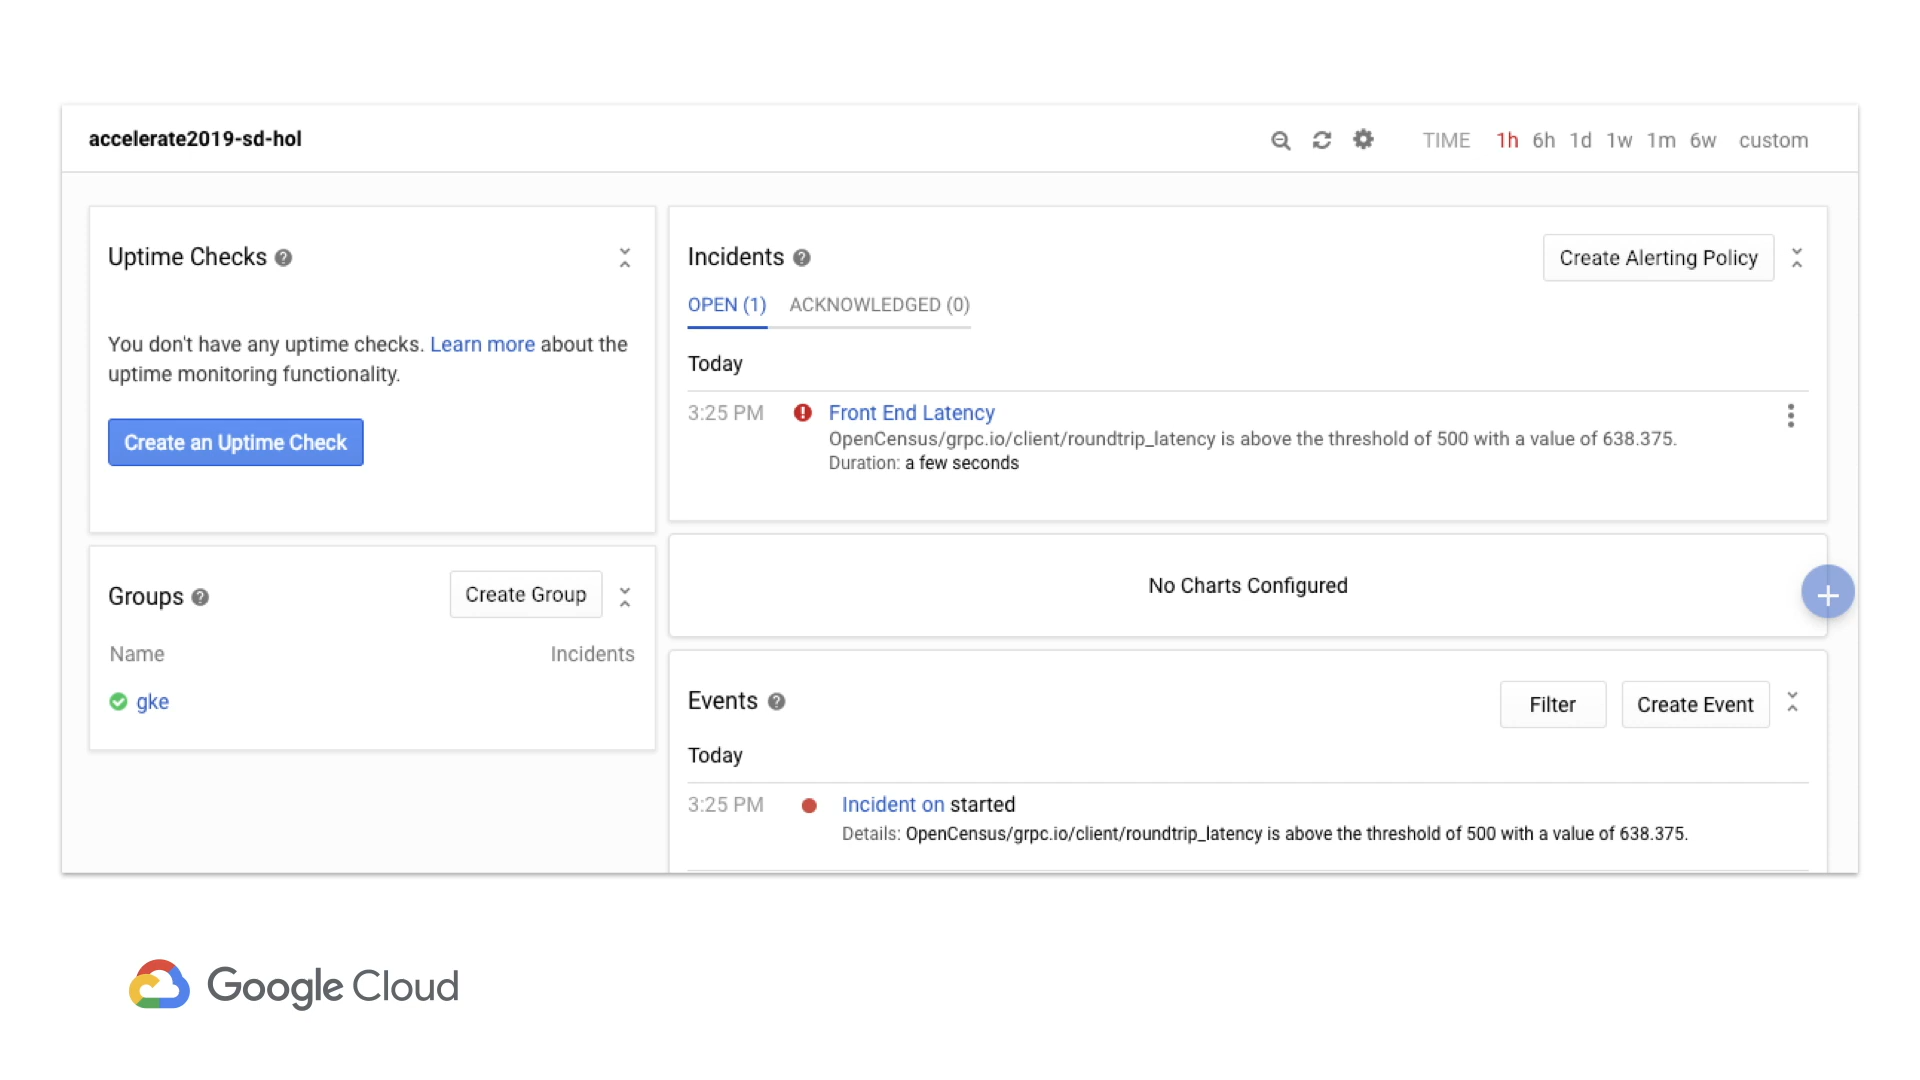 accelerate2019-sd-hol
TIME 1h 6h 1d 1w 1m 6w custom
Uptime Checks
You don't have any uptime checks. Learn more about the
uptime monitoring functionality.
Create an Uptime Check
Groups
Create Group
Name Incidents
gke
Incidents
Create Alerting Policy
OPEN (1) ACKNOWLEDGED (0)
Today
3:25 PM Front End Latency
OpenCensus/grpc.io/client/roundtrip_latency is above the threshold of 500 with a value of 638.375.
Duration: a few seconds
No Charts Configured
Events
Filter Create Event
Today
3:25 PM Incident on started
Details: OpenCensus/grpc.io/client/roundtrip_latency is above the threshold of 500 with a value of 638.375.
Google Cloud